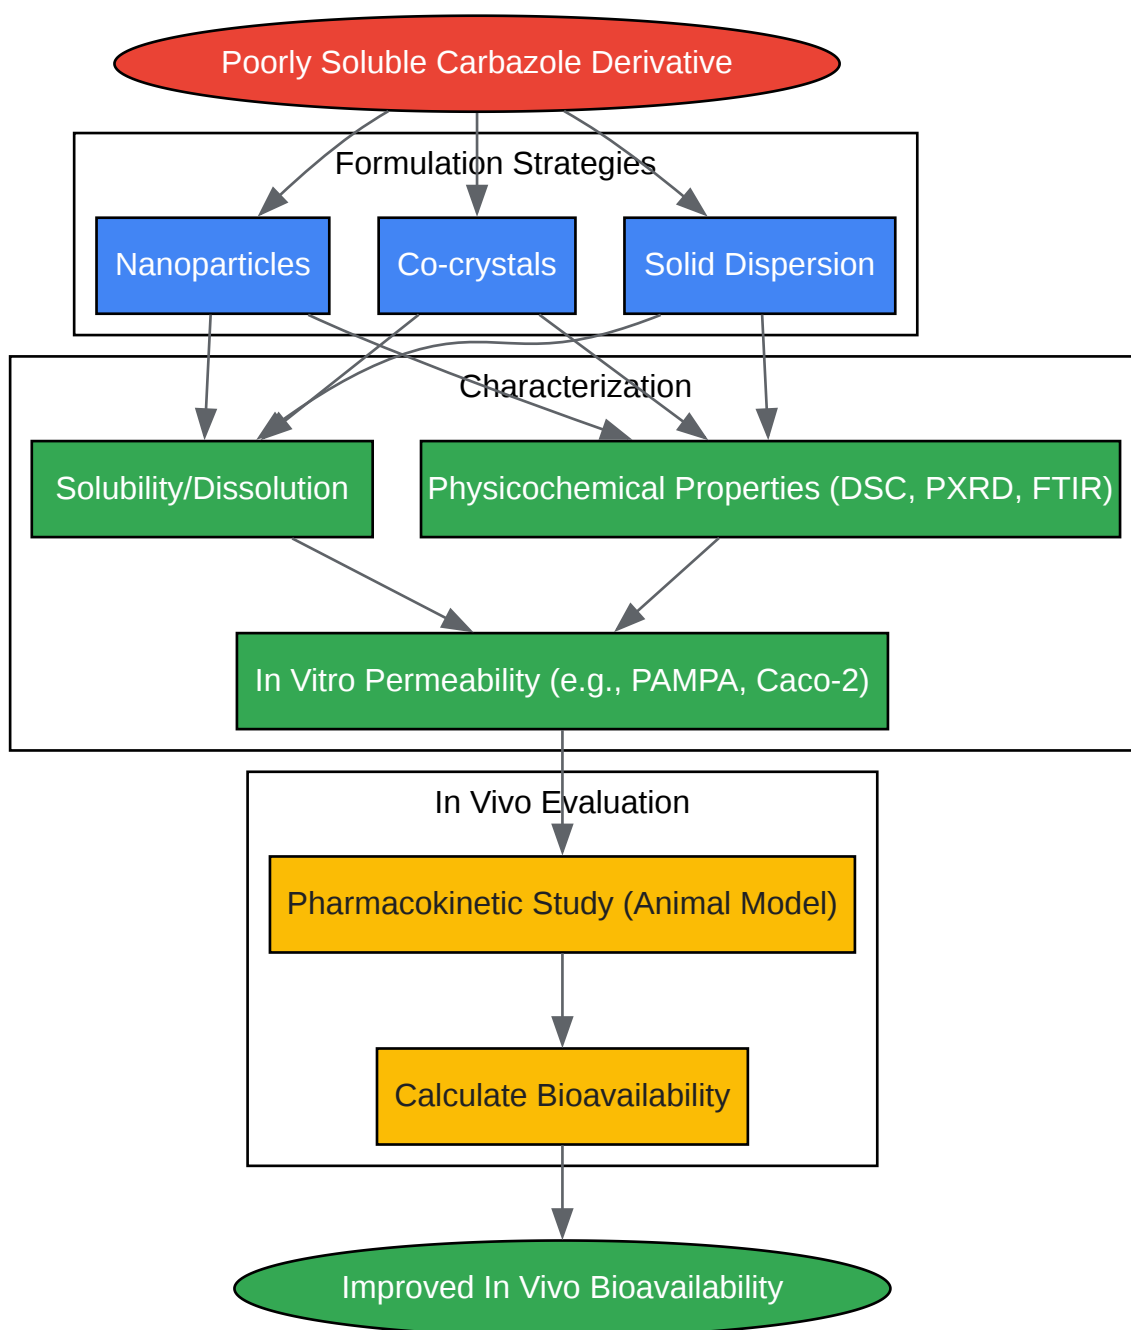 Poorly Soluble Carbazole Derivative
Formulation Strategies
Nanoparticles
Co-crystals
Solid Dispersion
Characterization
Solubility/Dissolution
Physicochemical Properties (DSC, PXRD, FTIR)
In Vitro Permeability (e.g., PAMPA, Caco-2)
In Vivo Evaluation
Pharmacokinetic Study (Animal Model)
Calculate Bioavailability
Improved In Vivo Bioavailability